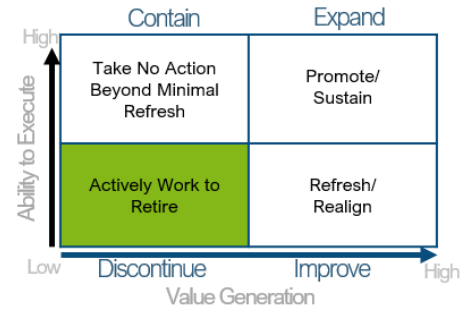 Contain
Expand
High
Take No Action
Beyond Minimal
Refresh
Promote/
Sustain
Ability to Execute
Actively Work to
Retire
Refresh/
Realign
Low
Discontinue
Improve
High
Value Generation